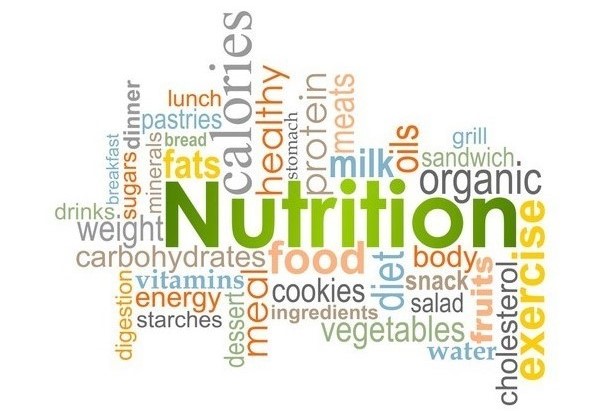 calories
lunch
pastries
dinner
healthy
stomach
protein
meats
oils
grill
sandwich
organic
breakfast
sugars
minerals
bread
fats
milk
drinks
weight
Nutrition
carbohydrates
food
body
exercise
vitamins
energy
starches
digestion
dessert
meal
cookies
ingredients
diet
snack
salad
fruits
vegetables
water
cholesterol